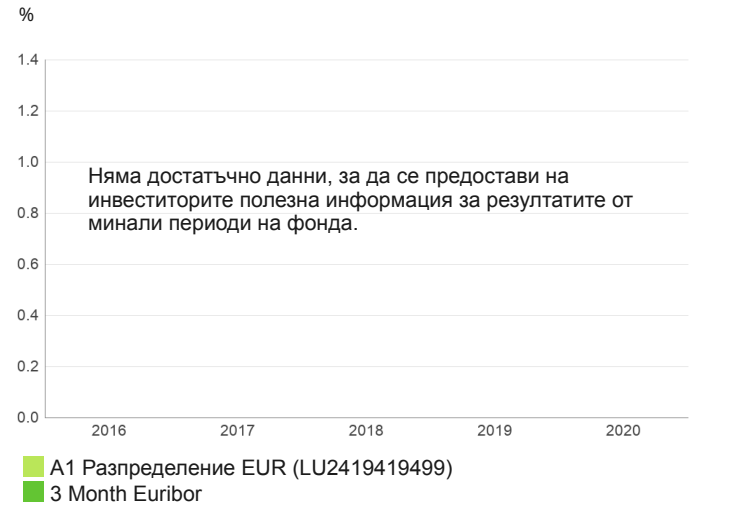 %
1.4
1.2
1.0
Няма достатъчно данни, за да се предостави на
инвеститорите полезна информация за резултатите от
минали периоди на фонда.
0.8
0.6
0.4
0.2
0.0
2016 2017 2018 2019 2020
A1 Разпределение EUR (LU2419419499)
3 Month Euribor